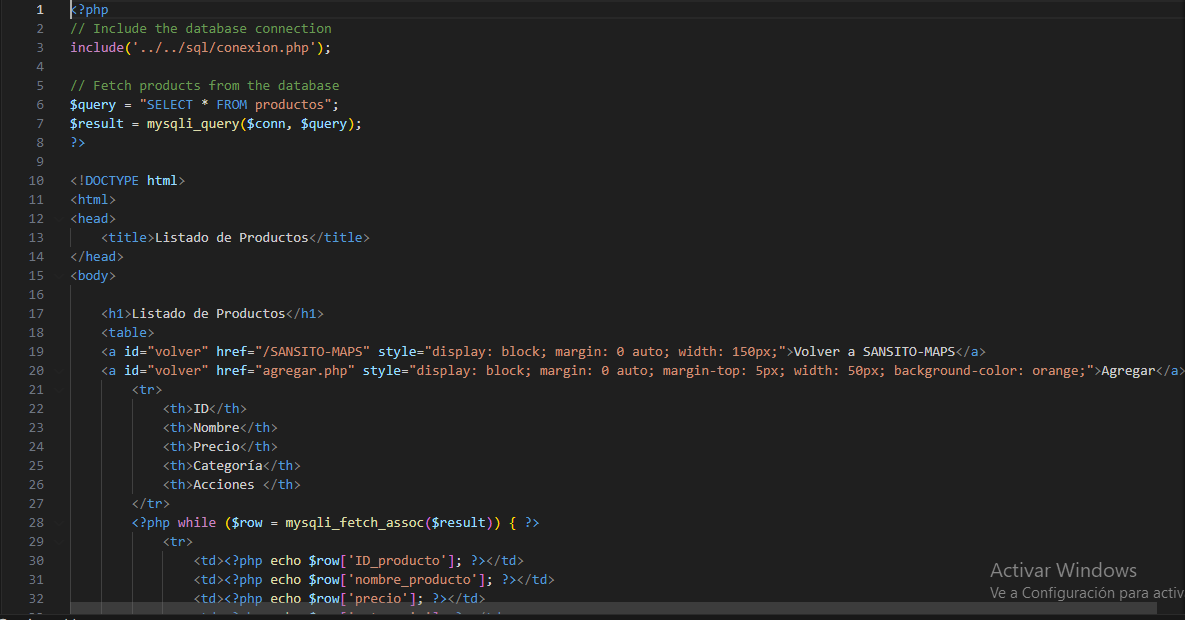 1 <?php
2 // Include the database connection
3 include('../../sql/conexion.php');
4
5 // Fetch products from the database
6 $query = "SELECT * FROM productos";
7 $result = mysqli_query($conn, $query);
8 ?>
9
10 <!DOCTYPE html>
11 <html>
12 <head>
13 <title>Listado de Productos</title>
14 </head>
15 <body>
16
17 <h1>Listado de Productos</h1>
18 <table>
19 <a id="volver" href="/SANSITO-MAPS" style="display: block; margin: 0 auto; width: 150px;">Volver a SANSITO-MAPS</a>
20 <a id="volver" href="agregar.php" style="display: block; margin: 0 auto; margin-top: 5px; width: 50px; background-color: orange;">Agregar</a>
21 <tr>
22 <th>ID</th>
23 <th>Nombre</th>
24 <th>Precio</th>
25 <th>Categoría</th>
26 <th>Acciones </th>
27 </tr>
28 <?php while ($row = mysqli_fetch_assoc($result)) { ?>
29 <tr>
30 <td><?php echo $row['ID_producto']; ?></td>
31 <td><?php echo $row['nombre_producto']; ?></td>
32 <td><?php echo $row['precio']; ?></td>
Activar Windows
Ve a Configuración para activ